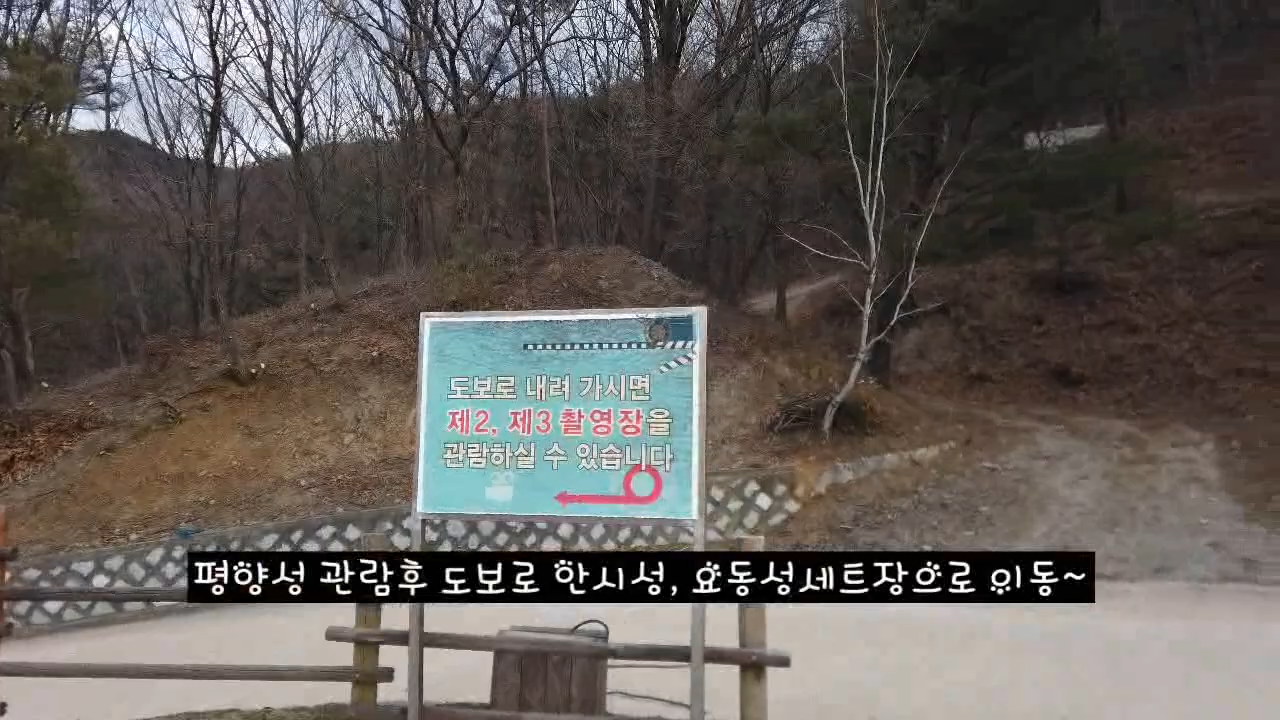 도보로 내려 가시면
제2, 제3 촬영장을
관람하실 수 있습니다
평양성 관람후 도보로 안시성, 요동성세트장으로 이동~